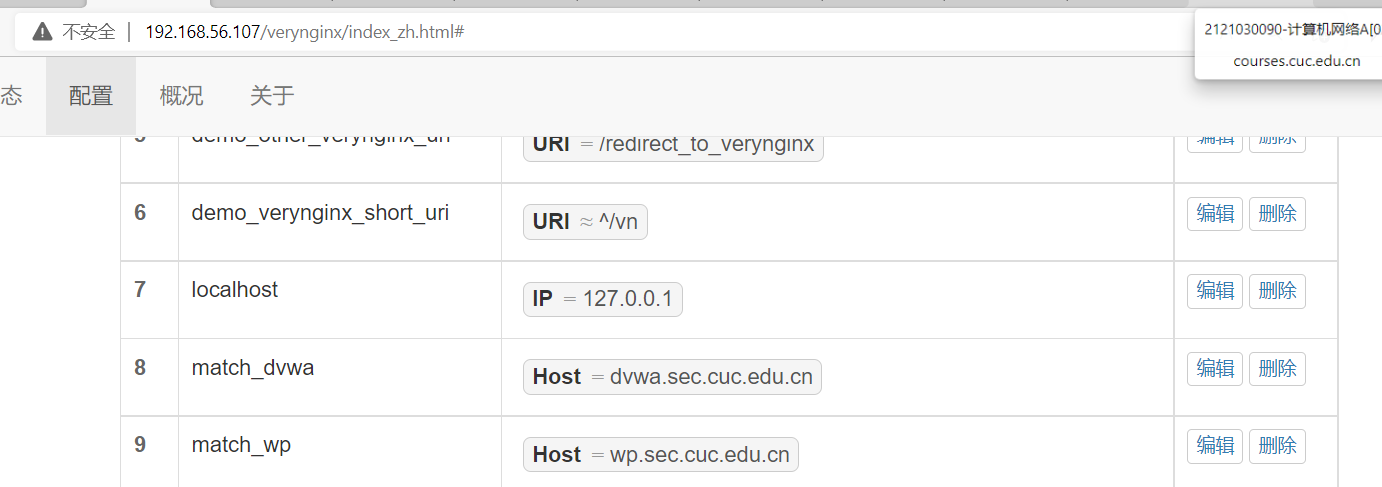 不安全 | 192.168.56.107/verynginx/index_zh.html#
2121030090-计算机网络A[0
courses.cuc.edu.cn
态 配置 概况 关于
5 demo_other_verynginx_uri URI = /redirect_to_verynginx 编辑 删除
6 demo_verynginx_short_uri URI ≈ ^/vn 编辑 删除
7 localhost IP = 127.0.0.1 编辑 删除
8 match_dvwa Host = dvwa.sec.cuc.edu.cn 编辑 删除
9 match_wp Host = wp.sec.cuc.edu.cn 编辑 删除